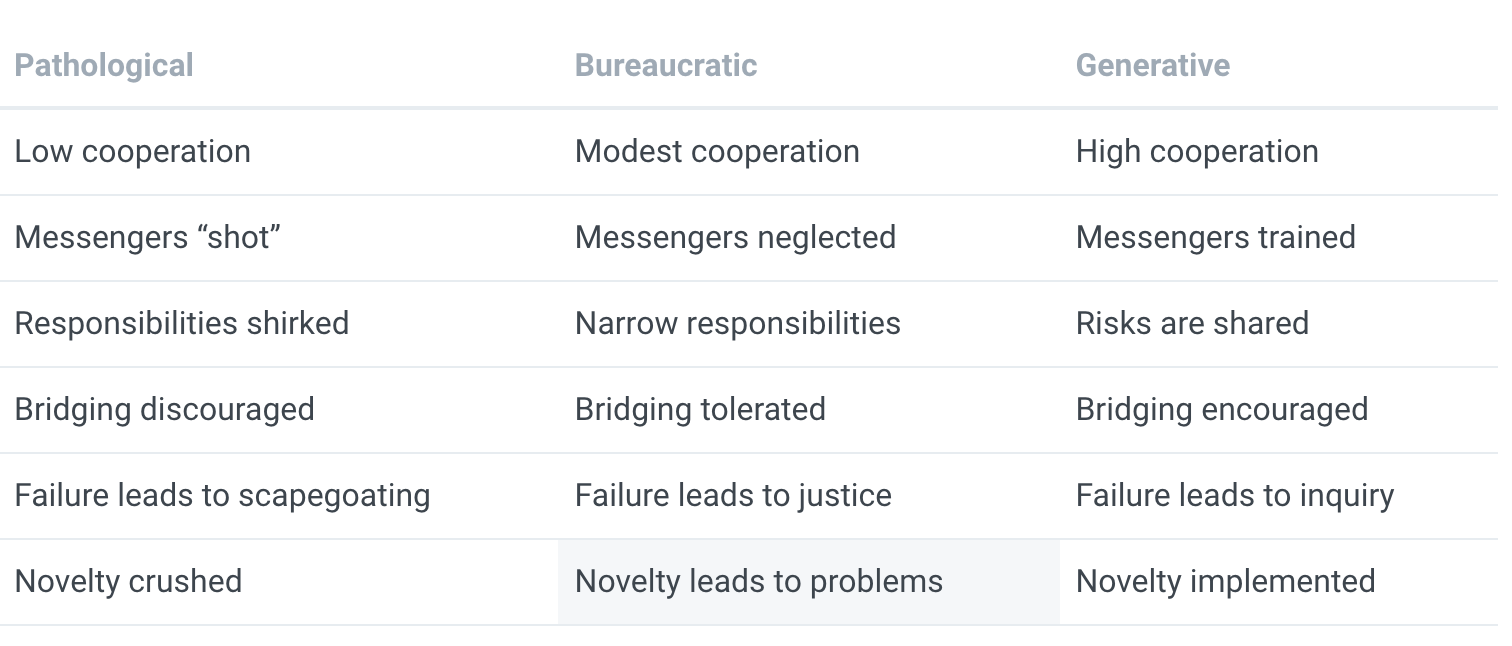 Pathological Bureaucratic Generative
Low cooperation Modest cooperation High cooperation
Messengers “shot” Messengers neglected Messengers trained
Responsibilities shirked Narrow responsibilities Risks are shared
Bridging discouraged Bridging tolerated Bridging encouraged
Failure leads to scapegoating Failure leads to justice Failure leads to inquiry
Novelty crushed Novelty leads to problems Novelty implemented